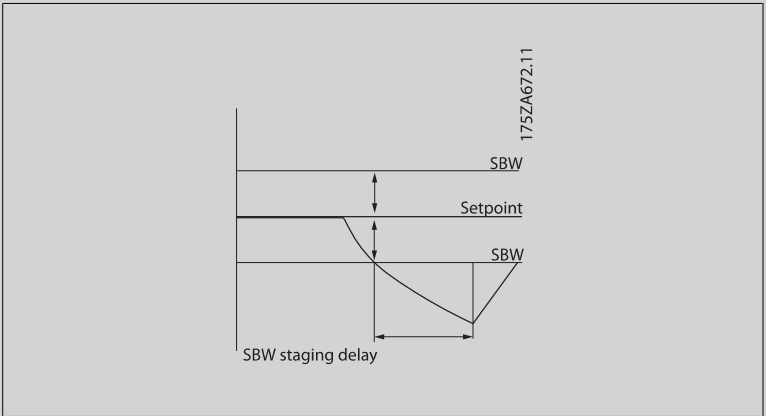 175ZA672.11
SBW
Setpoint
SBW
SBW staging delay